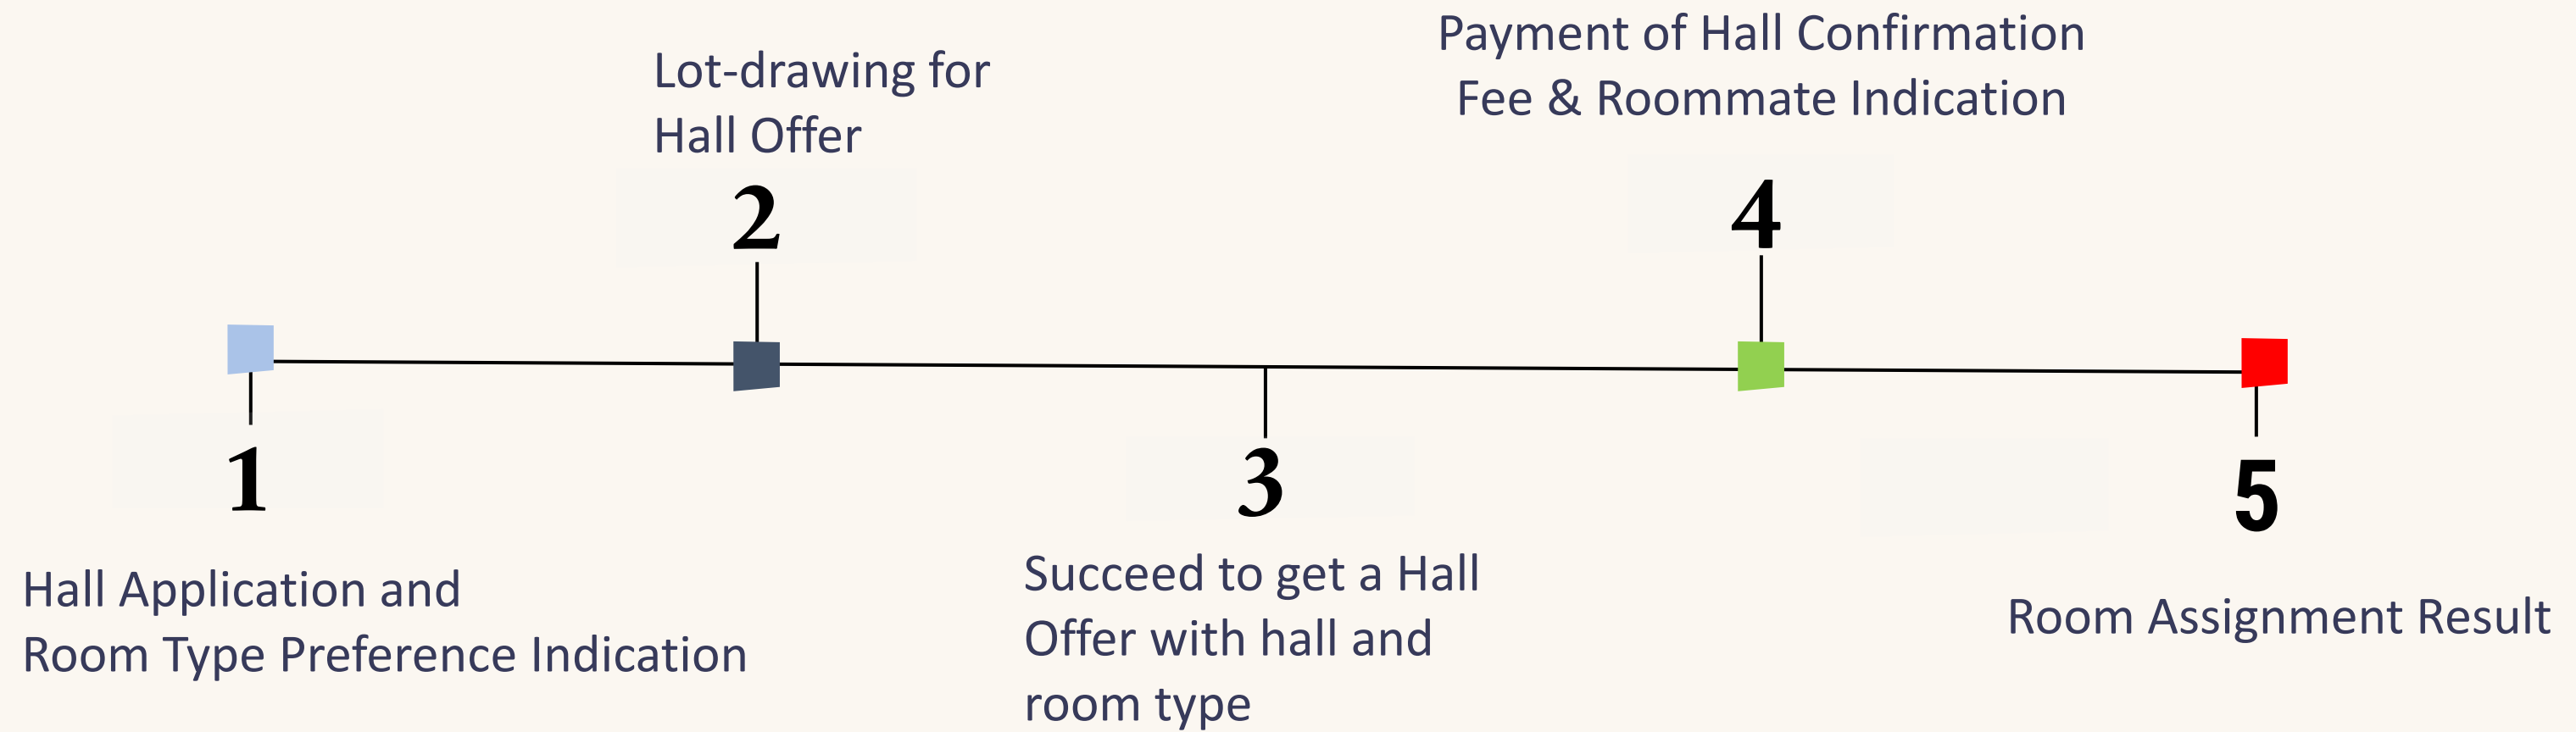 1
Hall Application and
Room Type Preference Indication
Lot-drawing for
Hall Offer
2
3
Succeed to get a Hall
Offer with hall and
room type
Payment of Hall Confirmation
Fee & Roommate Indication
4
5
Room Assignment Result